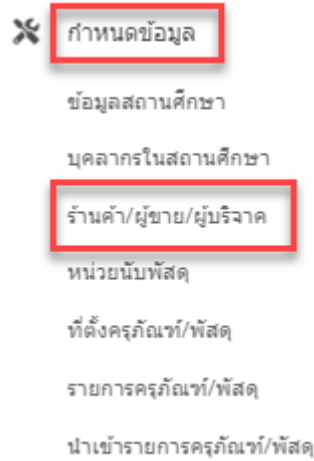 กำหนดข้อมูล
ข้อมูลสถานศึกษา
บุคลากรในสถานศึกษา
ร้านค้า/ผู้ขาย/ผู้บริจาค
หน่วยนับพัสดุ
ที่ตั้งครุภัณฑ์/พัสดุ
รายการครุภัณฑ์/พัสดุ
นำเข้ารายการครุภัณฑ์/พัสดุ